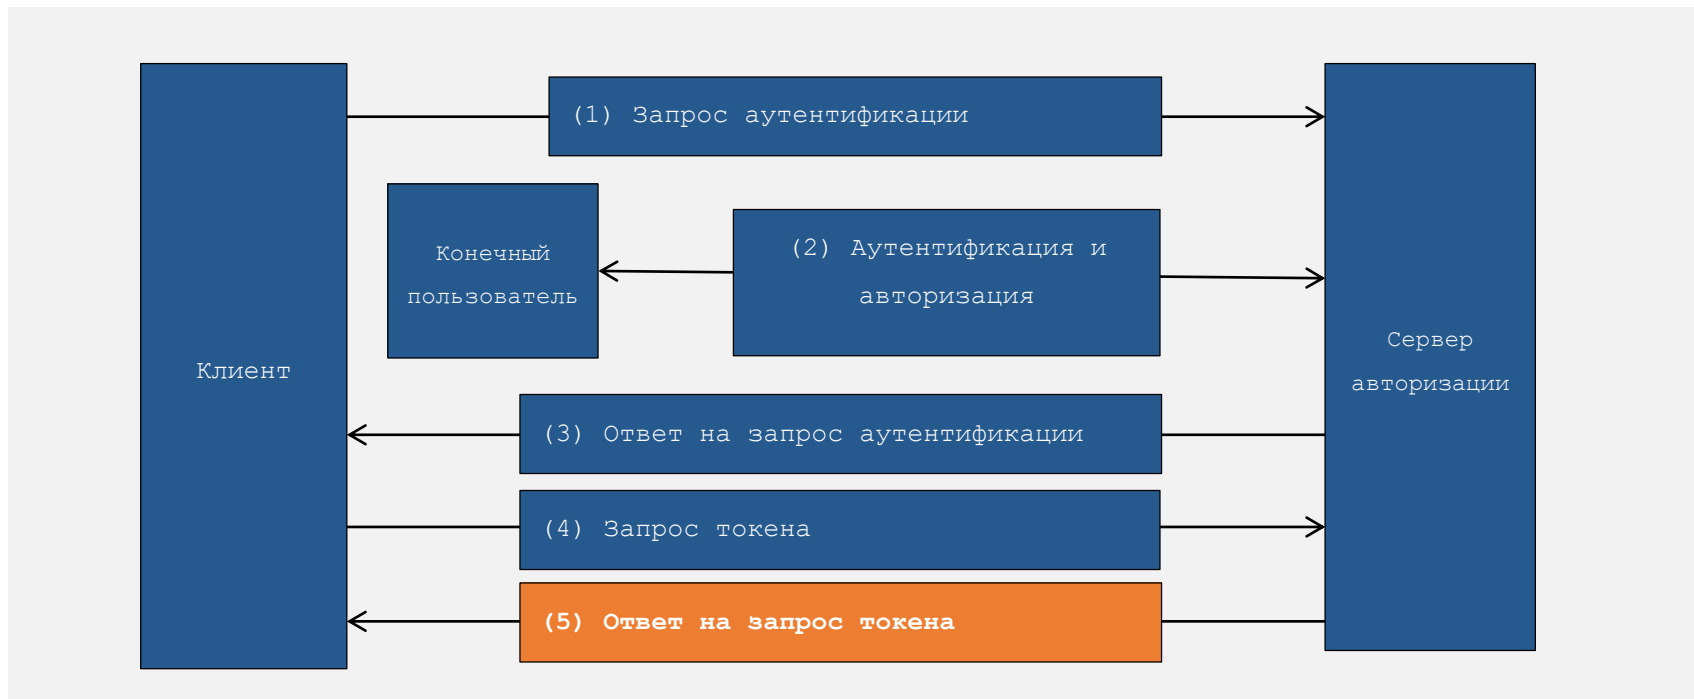 (1) Запрос аутентификации
Конечный
пользователь
(2) Аутентификация и
авторизация
Клиент
Сервер
авторизации
(3) Ответ на запрос аутентификации
(4) Запрос токена
(5) Ответ на запрос токена